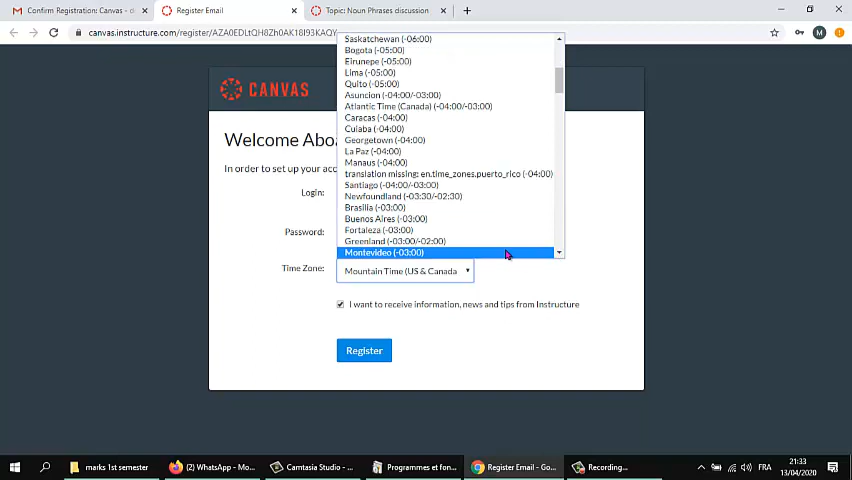 Confirm Registration: Canvas - d
Register Email
Topic: Noun Phrases discussion
canvas.instructure.com/register/AZA0EDLtQH8Zh0AK18I93KAQY
CANVAS
Welcome Aboa
In order to set up your acc
Login:
Password:
Time Zone:
Saskatchewan (-06:00)
Bogota (-05:00)
Eirunepe (-05:00)
Lima (-05:00)
Quito (-05:00)
Asuncion (-04:00/-03:00)
Atlantic Time (Canada) (-04:00/-03:00)
Caracas (-04:00)
Cuiaba (-04:00)
Georgetown (-04:00)
La Paz (-04:00)
Manaus (-04:00)
translation missing: en.time_zones.puerto_rico (-04:00)
Santiago (-04:00/-03:00)
Newfoundland (-03:30/-02:30)
Brasilia (-03:00)
Buenos Aires (-03:00)
Fortaleza (-03:00)
Greenland (-03:00/-02:00)
Montevideo (-03:00)
Mountain Time (US & Canada
I want to receive information, news and tips from Instructure
Register
M
marks 1st semester
(2) WhatsApp - Mo...
Camtasia Studio - ...
Programmes et fon...
Register Email - Go...
Recording...
FRA
21:33
13/04/2020